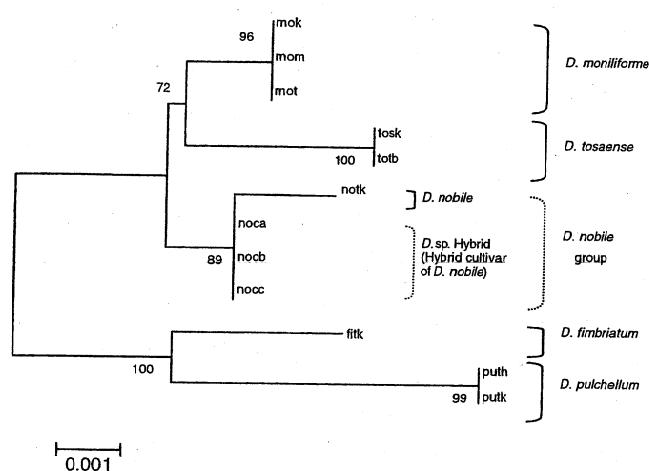 96
mok
mom
mot
D. moniliforme
72
tosk
totb
100
D. tosaense
notk
D. nobile
noca
nocb
nocc
89
D. sp. Hybrid
(Hybrid cultivar
of D. nobile)
D. nobile
group
fitk
D. fimbriatum
100
puth
putk
99
D. pulchellum
0.001